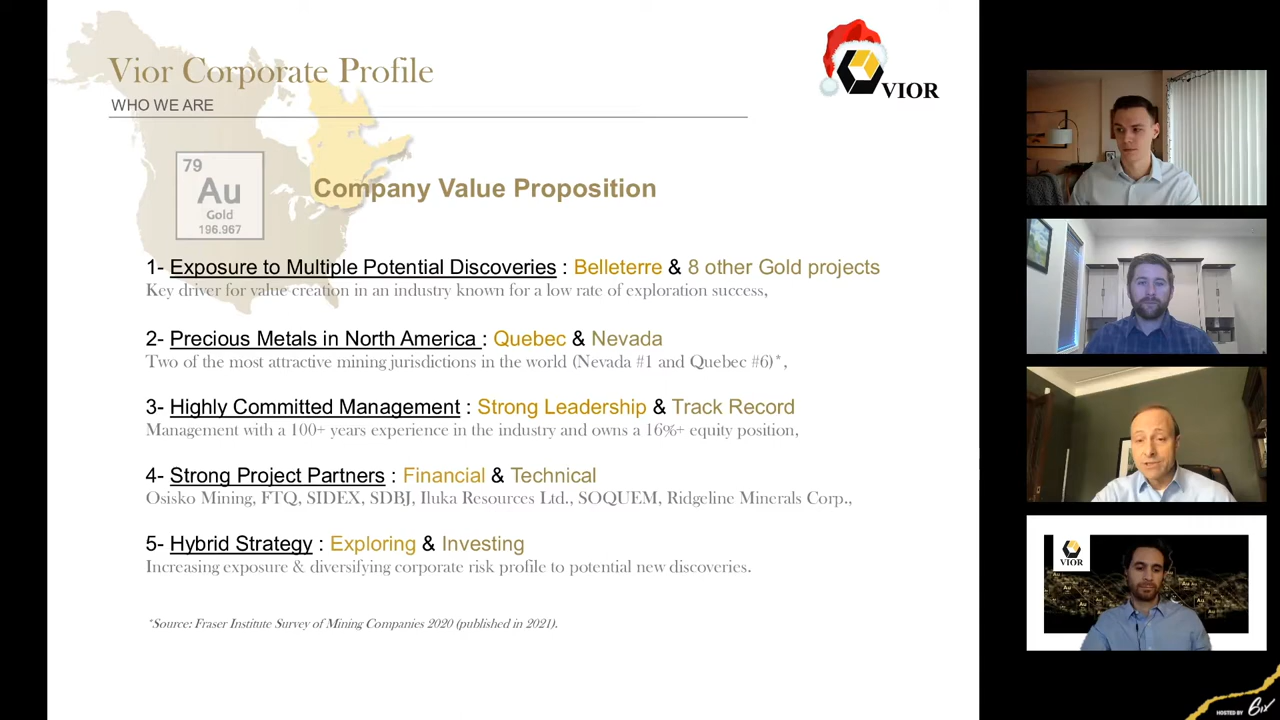 Vior Corporate Profile
WHO WE ARE
VIOR
79
Au
Gold
196.967
Company Value Proposition
1- Exposure to Multiple Potential Discoveries : Belleterre & 8 other Gold projects
Key driver for value creation in an industry known for a low rate of exploration success,
2- Precious Metals in North America : Quebec & Nevada
Two of the most attractive mining jurisdictions in the world (Nevada #1 and Quebec #6)*,
3- Highly Committed Management : Strong Leadership & Track Record
Management with a 100+ years experience in the industry and owns a 16%+ equity position,
4- Strong Project Partners : Financial & Technical
Osisko Mining, FTQ, SIDEX, SDBJ, Iluka Resources Ltd., SOQUEM, Ridgeline Minerals Corp.,
5- Hybrid Strategy : Exploring & Investing
Increasing exposure & diversifying corporate risk profile to potential new discoveries.
*Source: Fraser Institute Survey of Mining Companies 2020 (published in 2021).
VIOR
Au
Au
Au
HOSTED BY 6ix